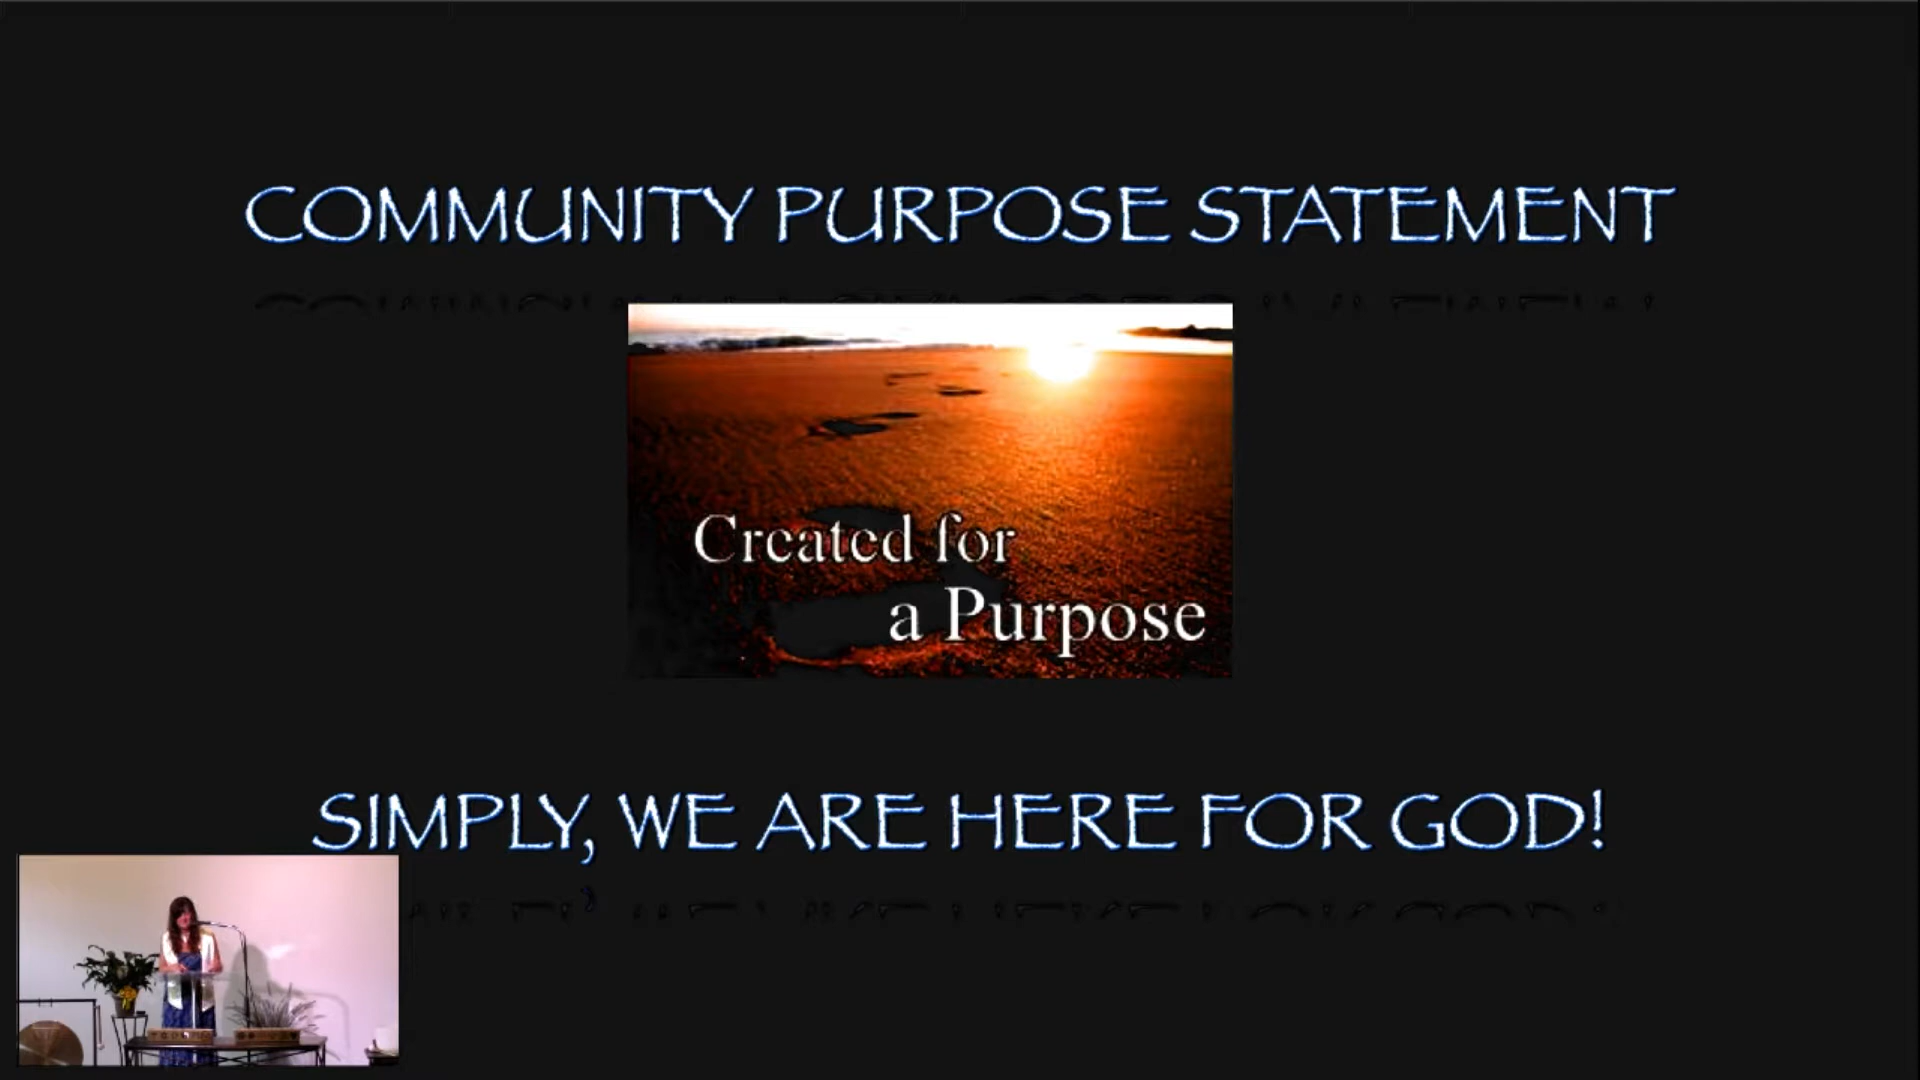 COMMUNITY PURPOSE STATEMENT
Created for
a Purpose
SIMPLY, WE ARE HERE FOR GOD!